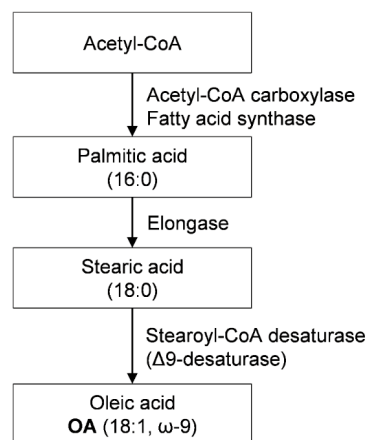 Acetyl-CoA
Acetyl-CoA carboxylase
Fatty acid synthase
Palmitic acid
(16:0)
Elongase
Stearic acid
(18:0)
Stearoyl-CoA desaturase
(Δ9-desaturase)
Oleic acid
OA (18:1, ω-9)